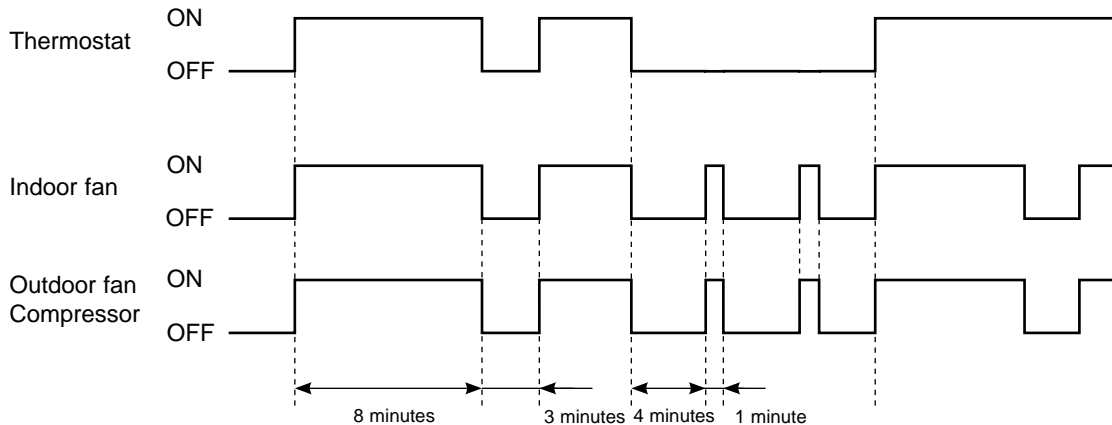 ON
Thermostat
OFF
ON
Indoor fan
OFF
ON
Outdoor fan
Compressor
OFF
8 minutes
3 minutes
4 minutes
1 minute